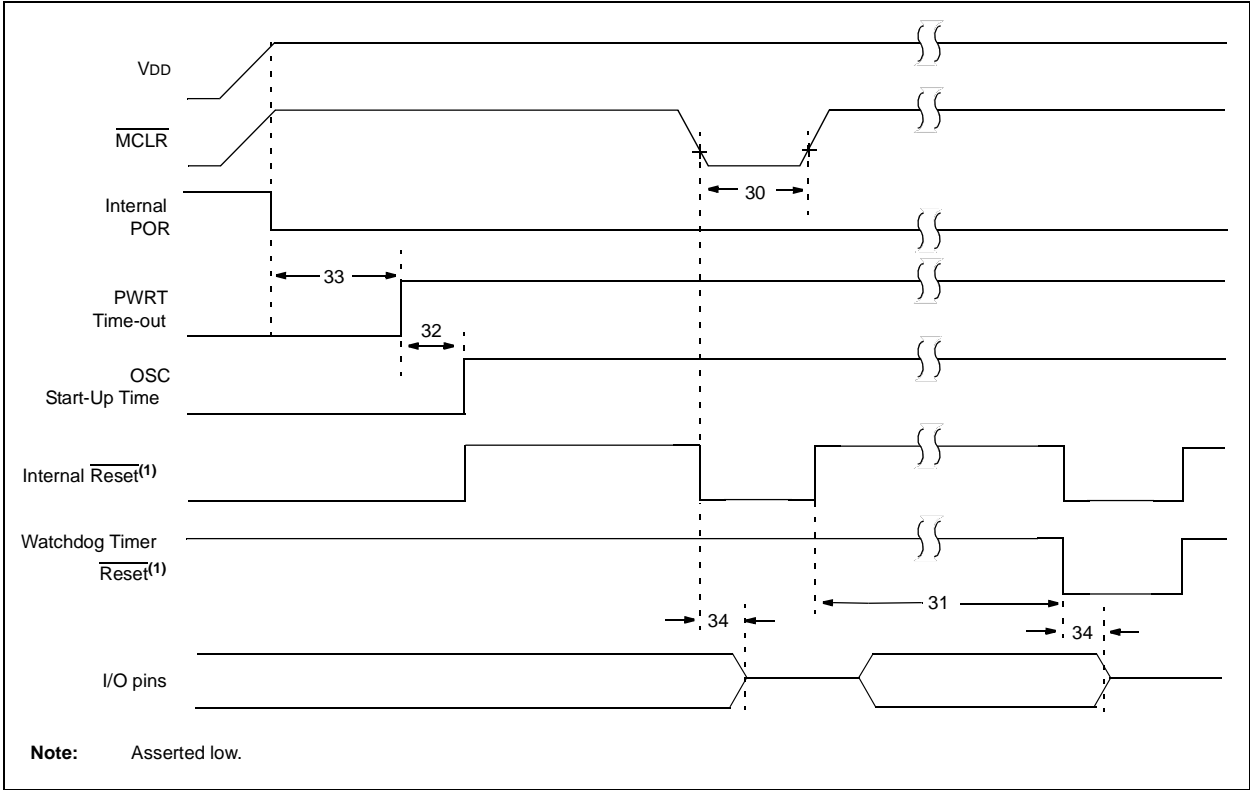 VDD
MCLR
30
Internal
POR
33
PWRT
Time-out
32
OSC
Start-Up Time
Internal Reset(1)
Watchdog Timer
Reset(1)
31
34
34
I/O pins
Note: Asserted low.